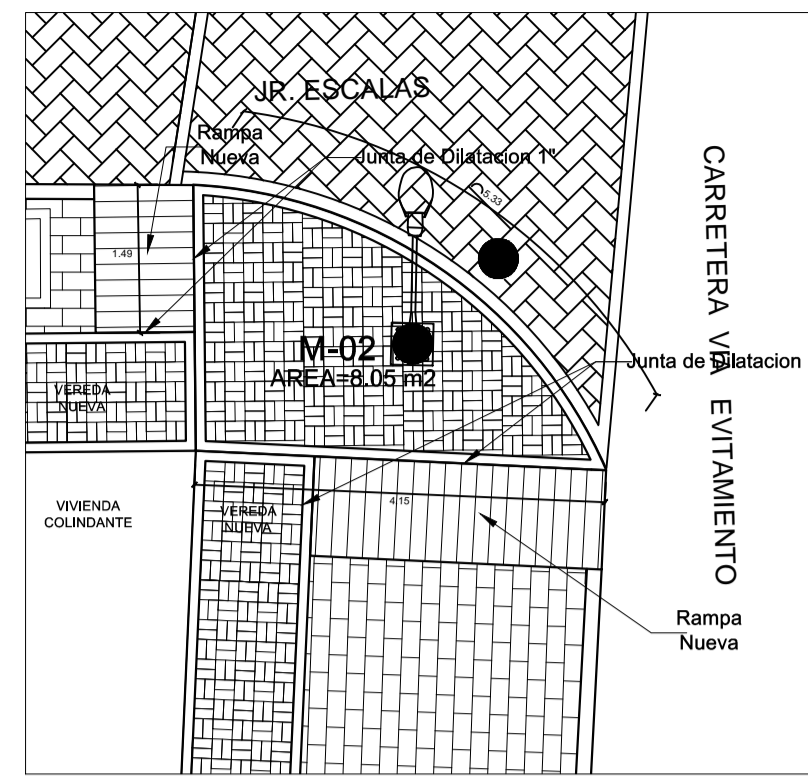 JR. ESCALAS
Rampa
Nueva
Junta de Dilatacion 1"
5.33
1.49
CARRETERA VIA EVITAMIENTO
M-02
AREA=8.05 m2
Junta de Dilatacion
VEREDA
NUEVA
VIVIENDA
COLINDANTE
VEREDA
NUEVA
4.15
Rampa
Nueva